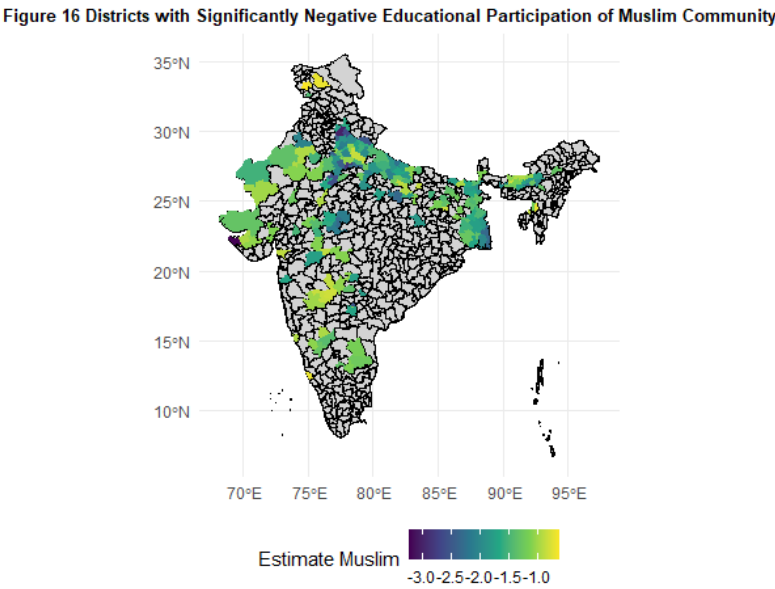 Figure 16 Districts with Significantly Negative Educational Participation of Muslim Community
35°N
30°N
25°N
20°N
15°N
10°N
70°E 75°E 80°E 85°E 90°E 95°E
Estimate Muslim
-3.0-2.5-2.0-1.5-1.0